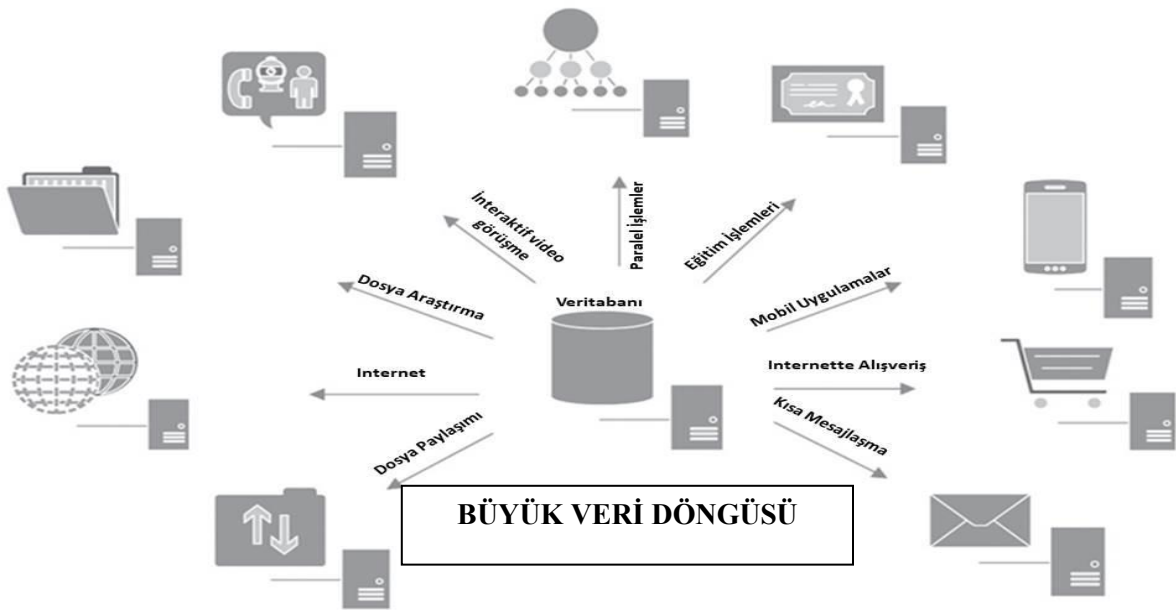 İnteraktif video
görüşme
Paralel İşlemler
Eğitim İşlemleri
Dosya Araştırma
Veritabanı
Mobil Uygulamalar
Internet
Internette Alışveriş
Dosya Paylaşımı
Kısa Mesajlaşma
BÜYÜK VERİ DÖNGÜSÜ